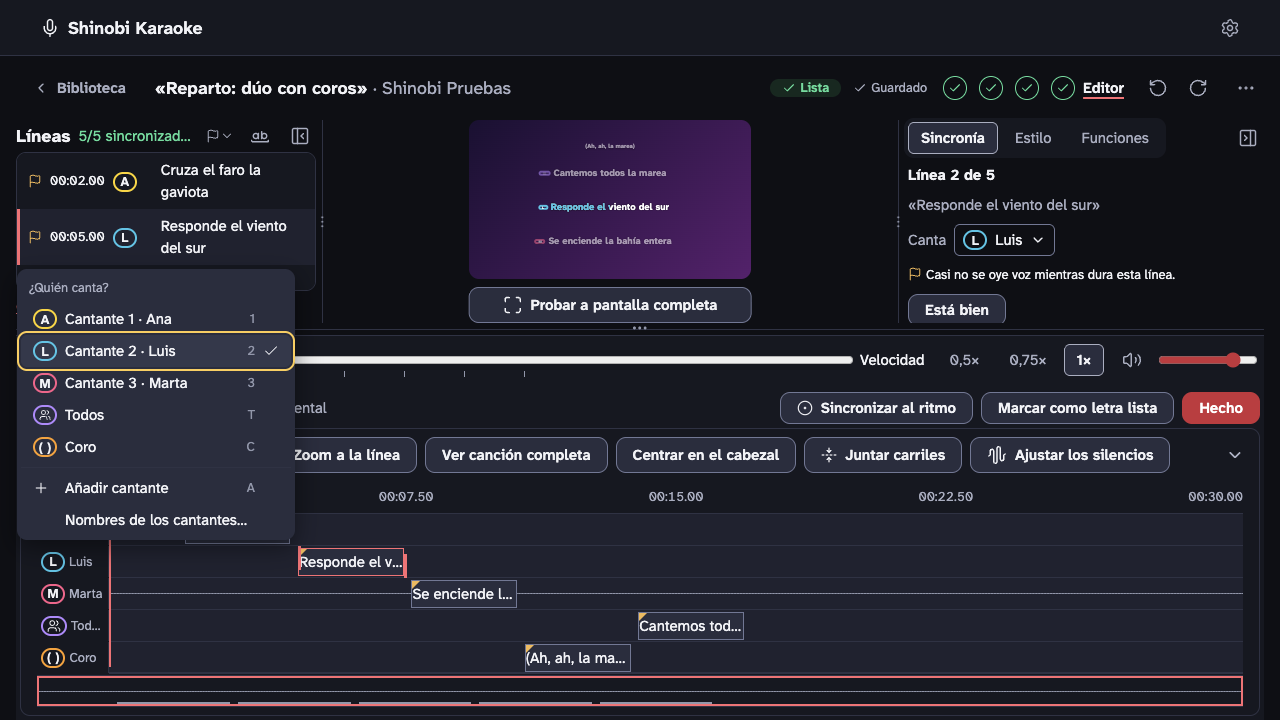 Shinobi Karaoke
Biblioteca
«Reparto: dúo con coros» · Shinobi Pruebas
Lista
Guardado
Editor
Líneas
5/5 sincronizad...
ab
00:02.00 A Cruza el faro la gaviota
00:05.00 L Responde el viento del sur
¿Quién canta?
A Cantante 1 · Ana 1
L Cantante 2 · Luis 2
M Cantante 3 · Marta 3
Todos T
() Coro C
Añadir cantante A
Nombres de los cantantes...
(Ah, ah, la marea)
Cantemos todos la marea
Responde el viento del sur
Se enciende la bahía entera
Probar a pantalla completa
Sincronía
Estilo
Funciones
Línea 2 de 5
«Responde el viento del sur»
Canta L Luis
Casi no se oye voz mientras dura esta línea.
Está bien
Velocidad
0,5×
0,75×
1×
ental
Sincronizar al ritmo
Marcar como letra lista
Hecho
Zoom a la línea
Ver canción completa
Centrar en el cabezal
Juntar carriles
Ajustar los silencios
00:07.50
00:15.00
00:22.50
00:30.00
L Luis
Responde el v...
M Marta
Se enciende l...
Tod...
Cantemos tod...
() Coro
(Ah, ah, la ma...